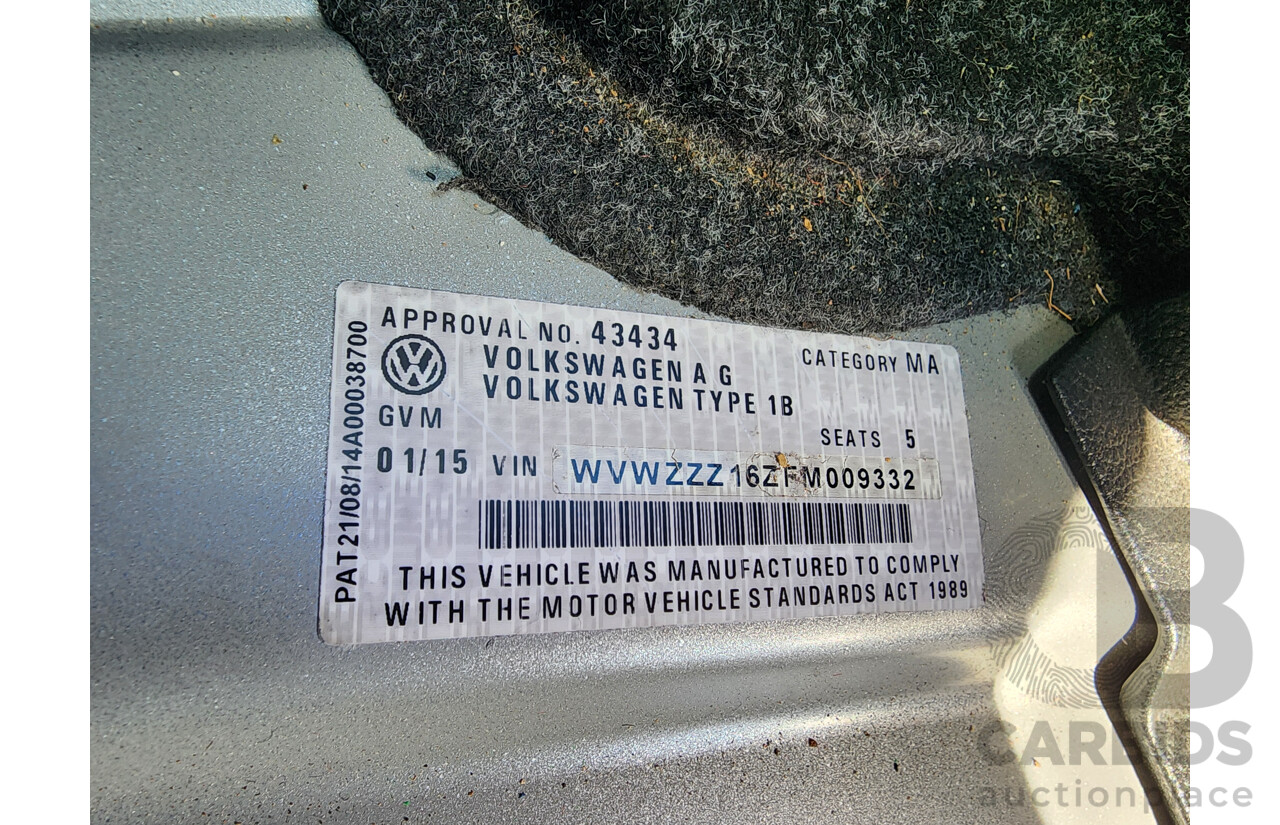 APPROVAL NO. 43434
CATEGORY MA
VOLKSWAGEN A G
VOLKSWAGEN TYPE 1B
GVM
SEATS 5
01/15 VIN WVWZZZ16ZFM009332
THIS VEHICLE WAS MANUFACTURED TO COMPLY
WITH THE MOTOR VEHICLE STANDARDS ACT 1989
PAT21/08/14A00038700
B
CARBIDS
auctionplace